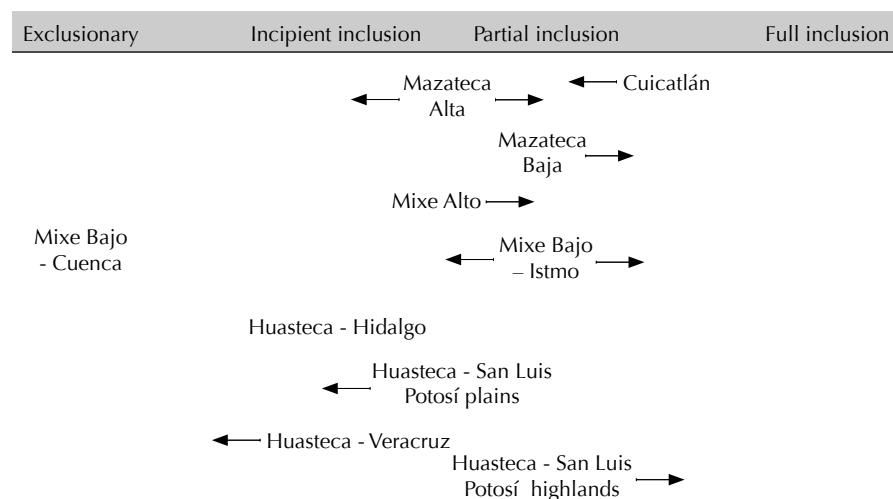 Exclusionary Incipient inclusion Partial inclusion Full inclusion
Mazateca
Alta
Cuicatlán
Mazateca
Baja
Mixe Alto
Mixe Bajo
- Cuenca
Mixe Bajo
– Istmo
Huasteca - Hidalgo
Huasteca - San Luis
Potosí plains
Huasteca - Veracruz
Huasteca - San Luis
Potosí highlands